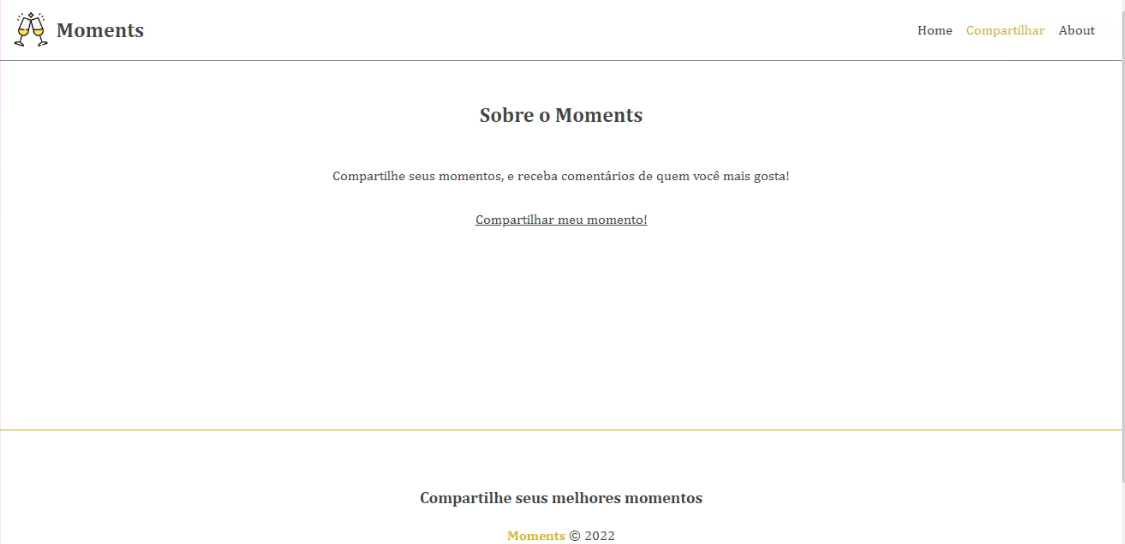 Moments
Home Compartilhar About
Sobre o Moments
Compartilhe seus momentos, e receba comentários de quem você mais gosta!
Compartilhar meu momento!
Compartilhe seus melhores momentos
Moments © 2022